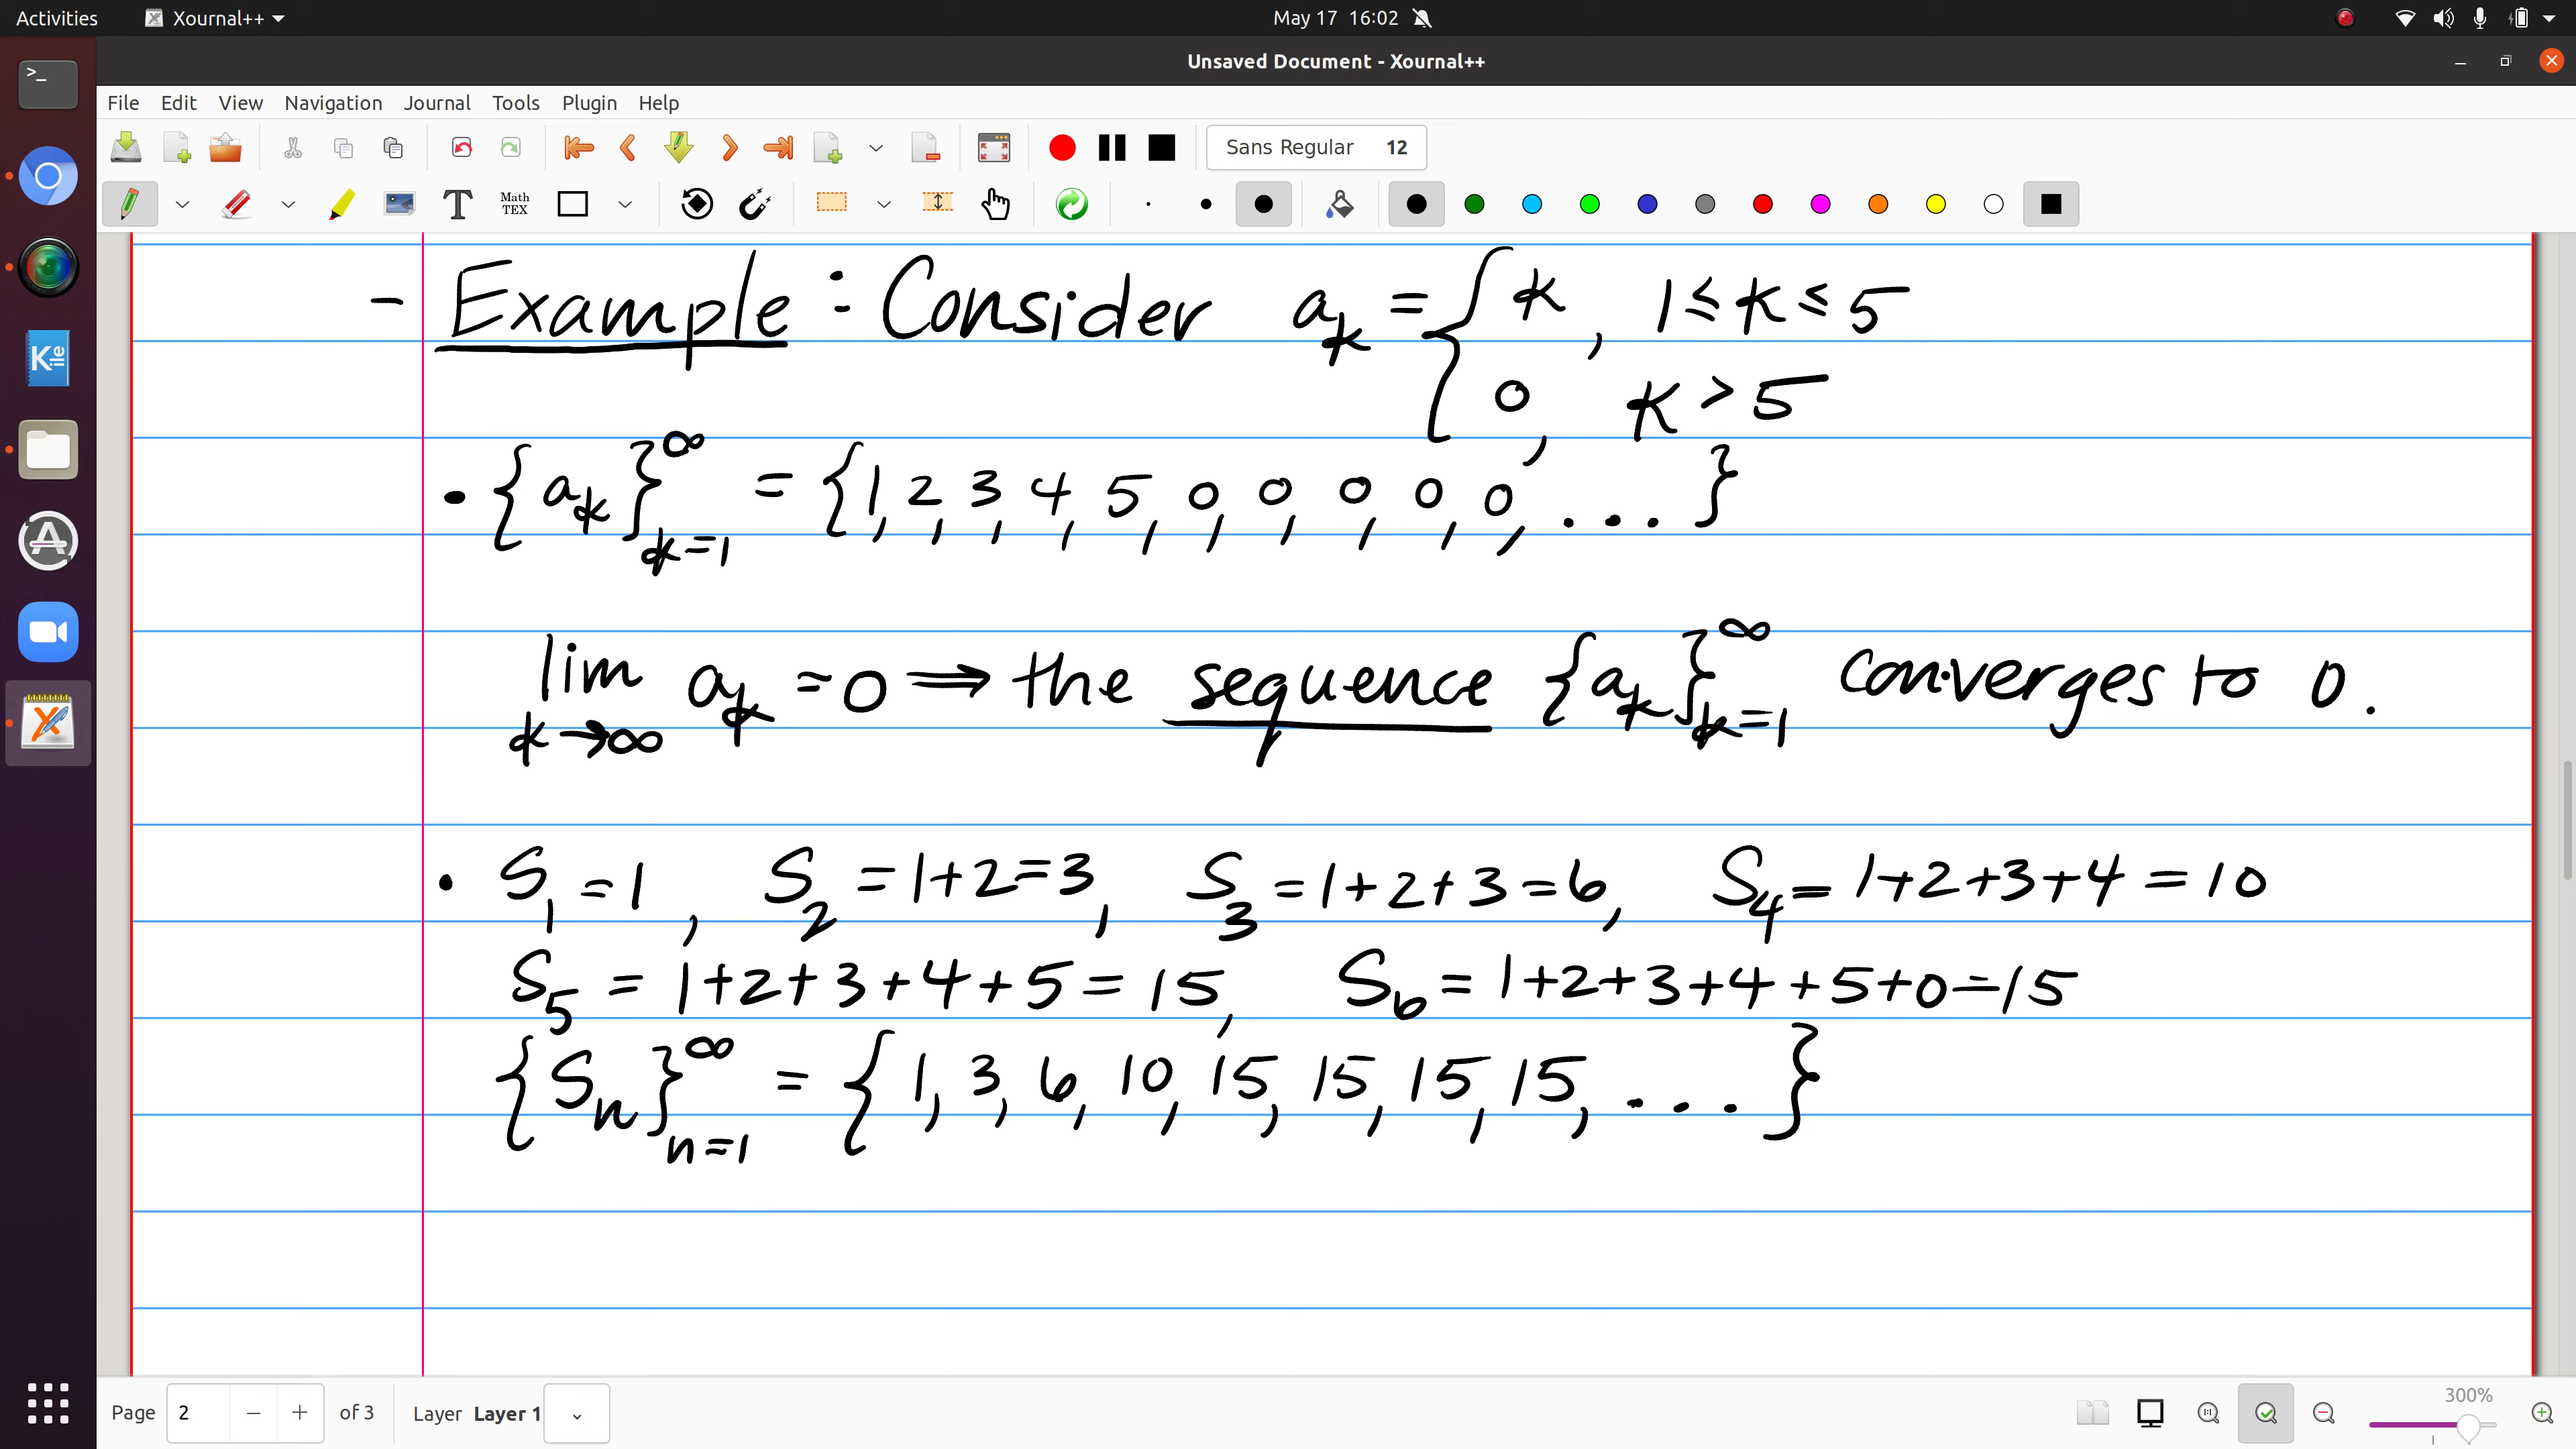 Activities Xournal++ May 17 16:02
Unsaved Document - Xournal++
File Edit View Navigation Journal Tools Plugin Help
Sans Regular 12
Math TEX
- Example : Consider a_k = { k, 1 ≤ k ≤ 5
0, k > 5
• {a_k}_{k=1}^∞ = {1, 2, 3, 4, 5, 0, 0, 0, 0, 0, ...}
lim_{k→∞} a_k = 0 ⟹ the sequence {a_k}_{k=1}^∞ converges to 0.
• S_1 = 1, S_2 = 1+2=3, S_3 = 1+2+3=6, S_4 = 1+2+3+4=10
S_5 = 1+2+3+4+5=15, S_6 = 1+2+3+4+5+0=15
{S_n}_{n=1}^∞ = {1, 3, 6, 10, 15, 15, 15, 15, ...}
Page 2 − + of 3 Layer Layer 1 300%